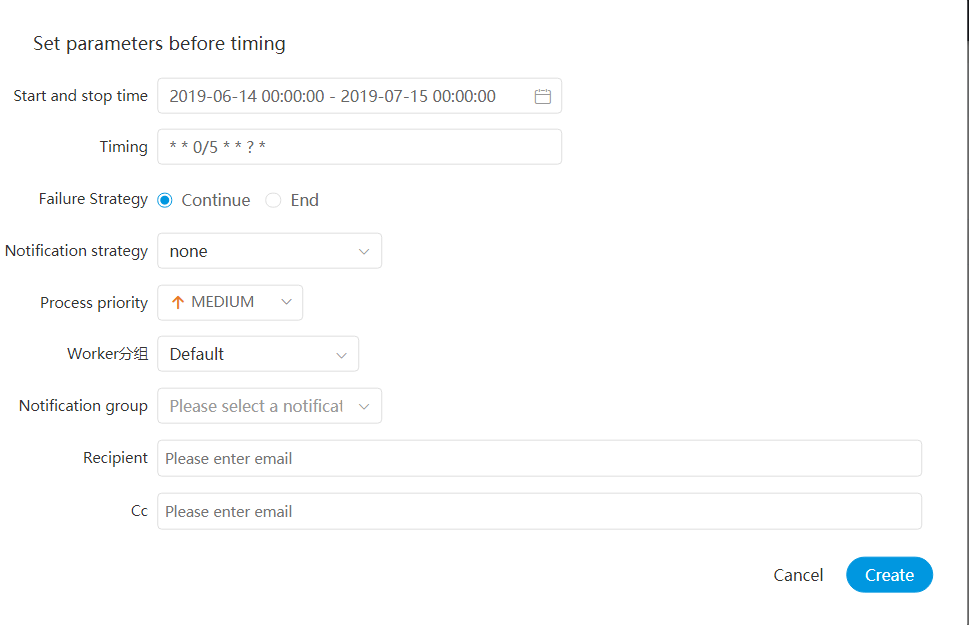 Set parameters before timing
Start and stop time 2019-06-14 00:00:00 - 2019-07-15 00:00:00
Timing * * 0/5 * * ? *
Failure Strategy Continue End
Notification strategy none
Process priority MEDIUM
Worker分组 Default
Notification group Please select a notificat
Recipient Please enter email
Cc Please enter email
Cancel Create